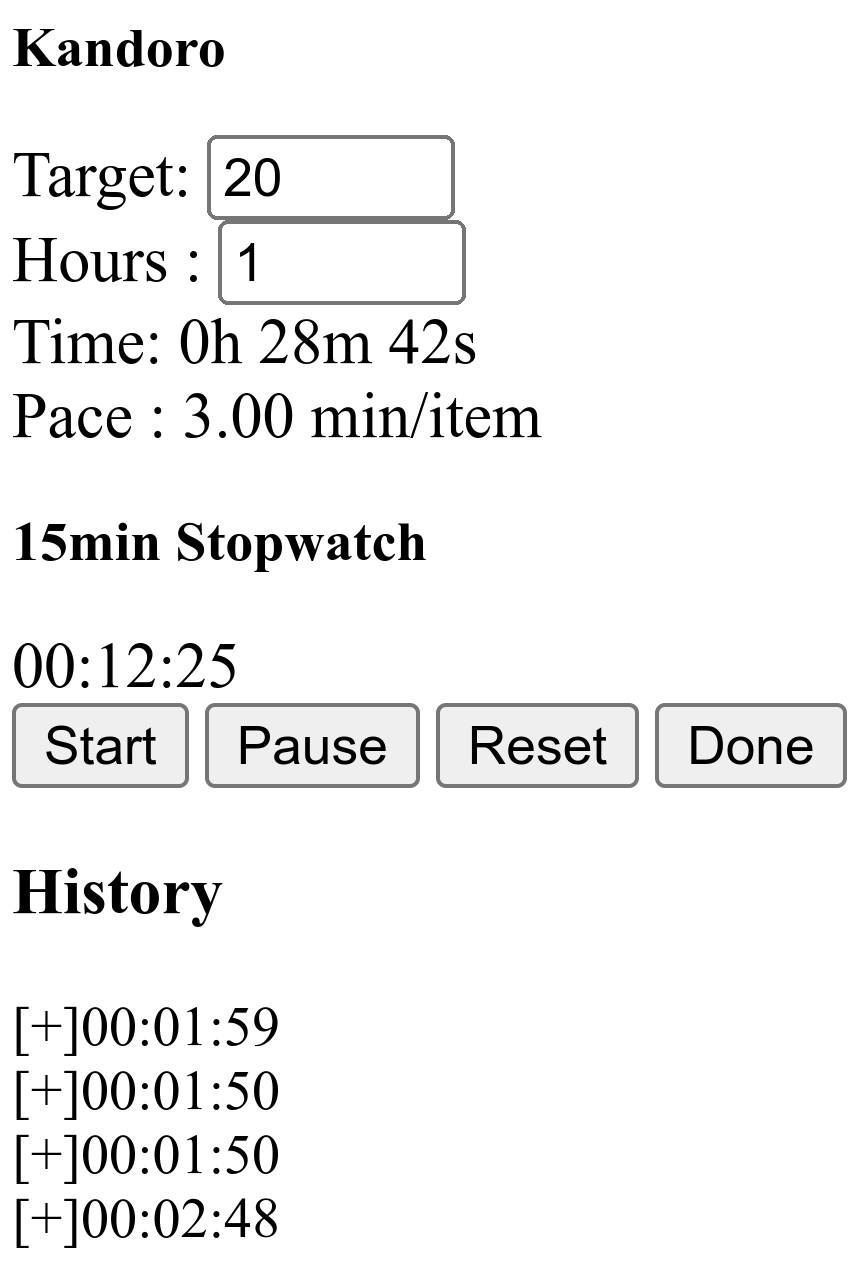 Kandoro
Target: 20
Hours : 1
Time: 0h 28m 42s
Pace : 3.00 min/item
15min Stopwatch
00:12:25
Start Pause Reset Done
History
[+]00:01:59
[+]00:01:50
[+]00:01:50
[+]00:02:48